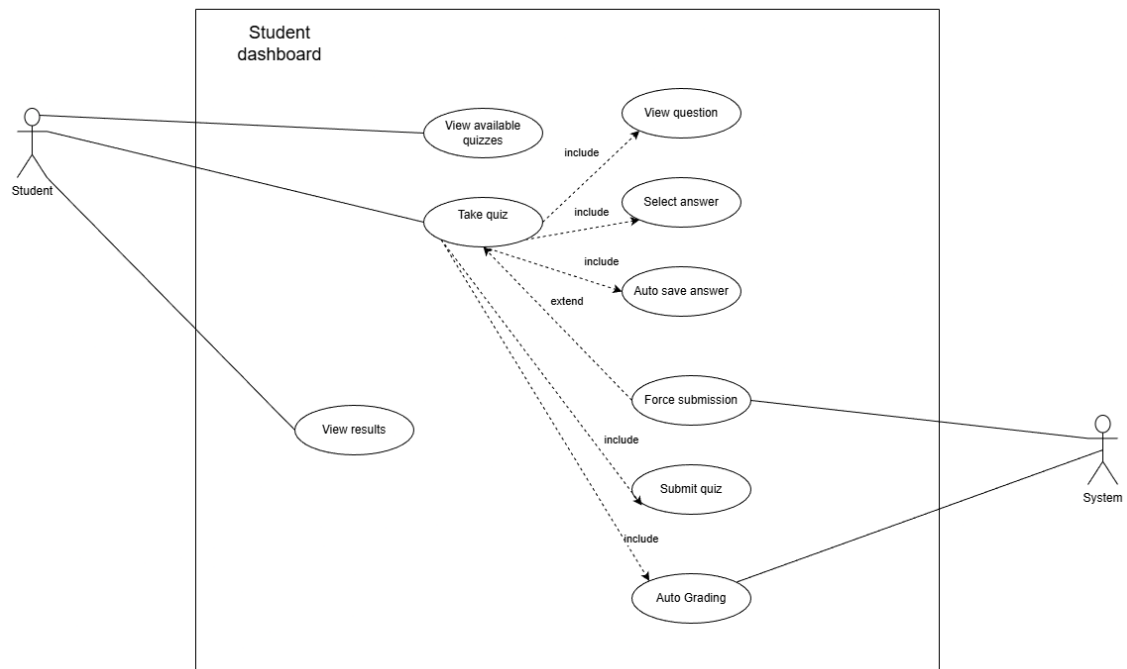 Student
dashboard
View available
quizzes
View question
include
Student
Take quiz
include
Select answer
include
Auto save answer
extend
Force submission
View results
include
Submit quiz
System
include
Auto Grading